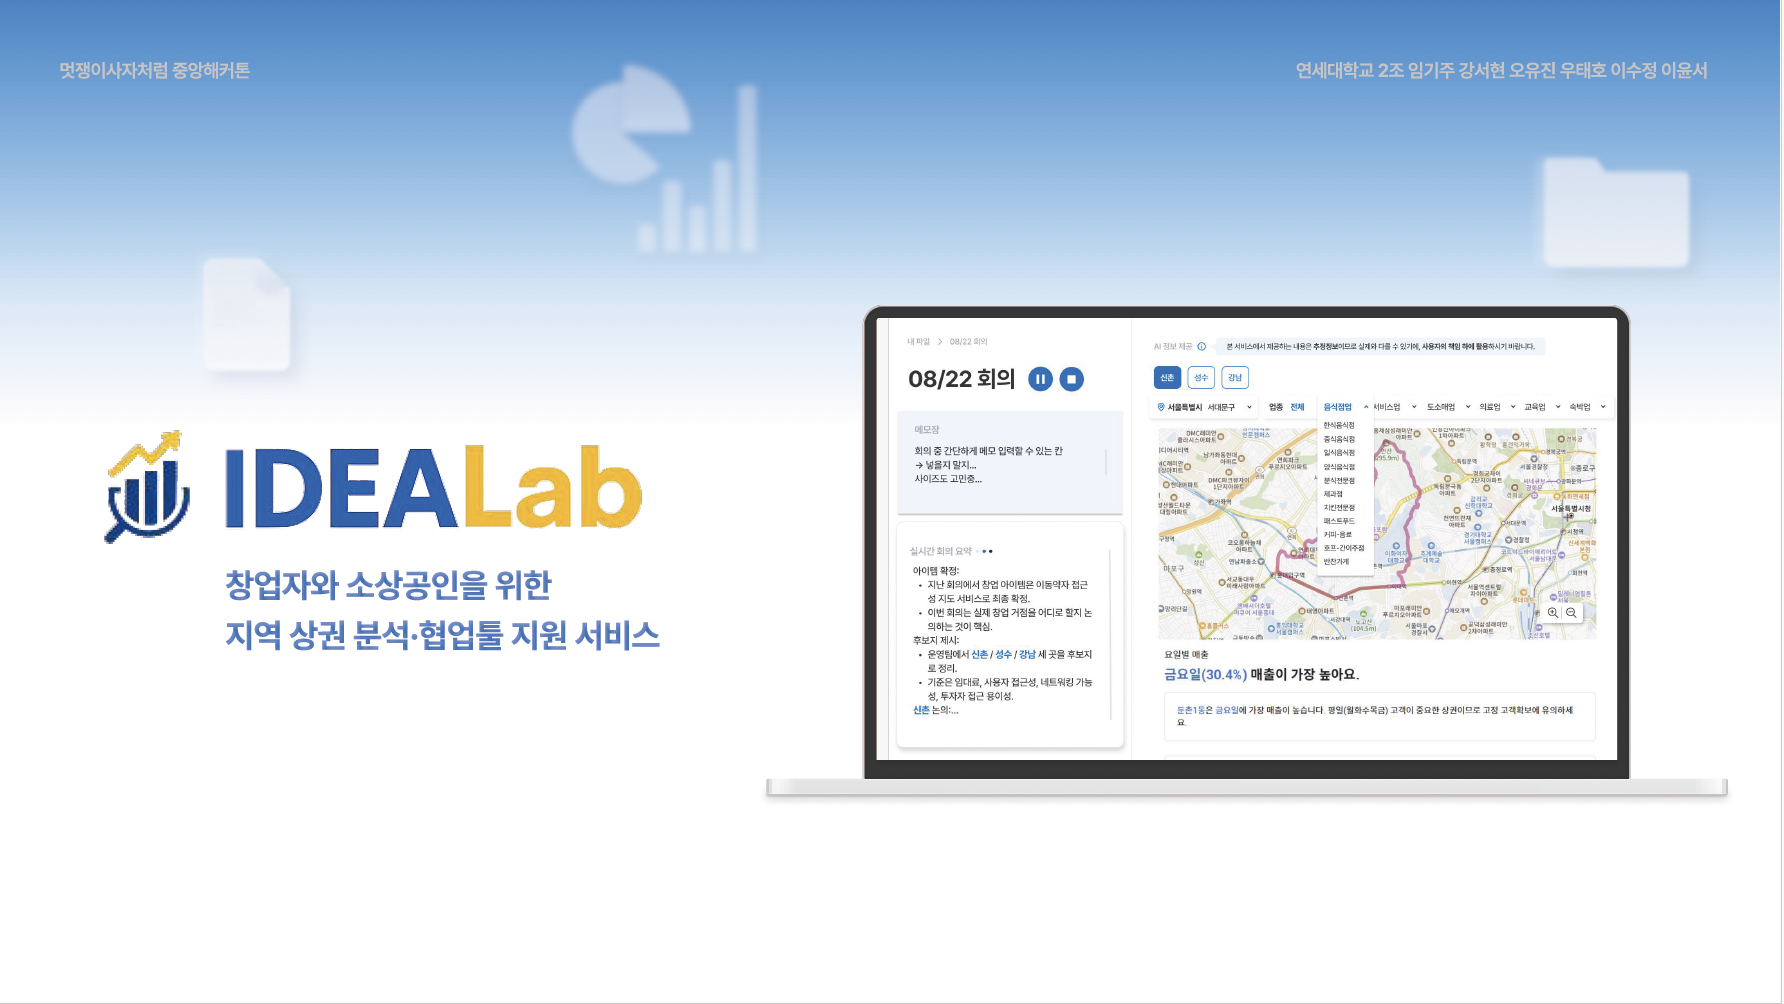 멋쟁이사자처럼 중앙해커톤
연세대학교 2조 임기주 강서현 오유진 우태호 이수정 이윤서
IDEALab
창업자와 소상공인을 위한
지역 상권 분석·협업툴 지원 서비스
내 파일 > 08/22 회의
08/22 회의
메모장
회의 중 간단하게 메모 입력할 수 있는 칸
→ 넣을지 말지...
사이즈도 고민중...
실시간 회의 요약
아이템 확정:
• 지난 회의에서 창업 아이템은 이동약자 접근
성 지도 서비스로 최종 확정.
• 이번 회의는 실제 창업 거점을 어디로 할지 논
의하는 것이 핵심.
후보지 제시:
• 운영팀에서 신촌 / 성수 / 강남 세 곳을 후보지
로 정리.
• 기준은 임대료, 사용자 접근성, 네트워킹 가능
성, 투자자 접근 용이성.
신촌 논의:...
AI 정보 제공
본 서비스에서 제공하는 내용은 추정정보이므로 실제와 다를 수 있기에, 사용자의 책임 하에 활용하시기 바랍니다.
신촌 성수 강남
서울특별시 서대문구 업종 전체 음식점업 서비스업 도소매업 의료업 교육업 숙박업
한식음식점
중식음식점
일식음식점
양식음식점
분식전문점
제과점
치킨전문점
패스트푸드
커피-음료
호프-간이주점
반찬가게
마포구
종로구
서울특별시청
요일별 매출
금요일(30.4%) 매출이 가장 높아요.
둔촌1동은 금요일에 가장 매출이 높습니다. 평일(월화수목금) 고객이 중요한 상권이므로 고정 고객확보에 유의하세
요.